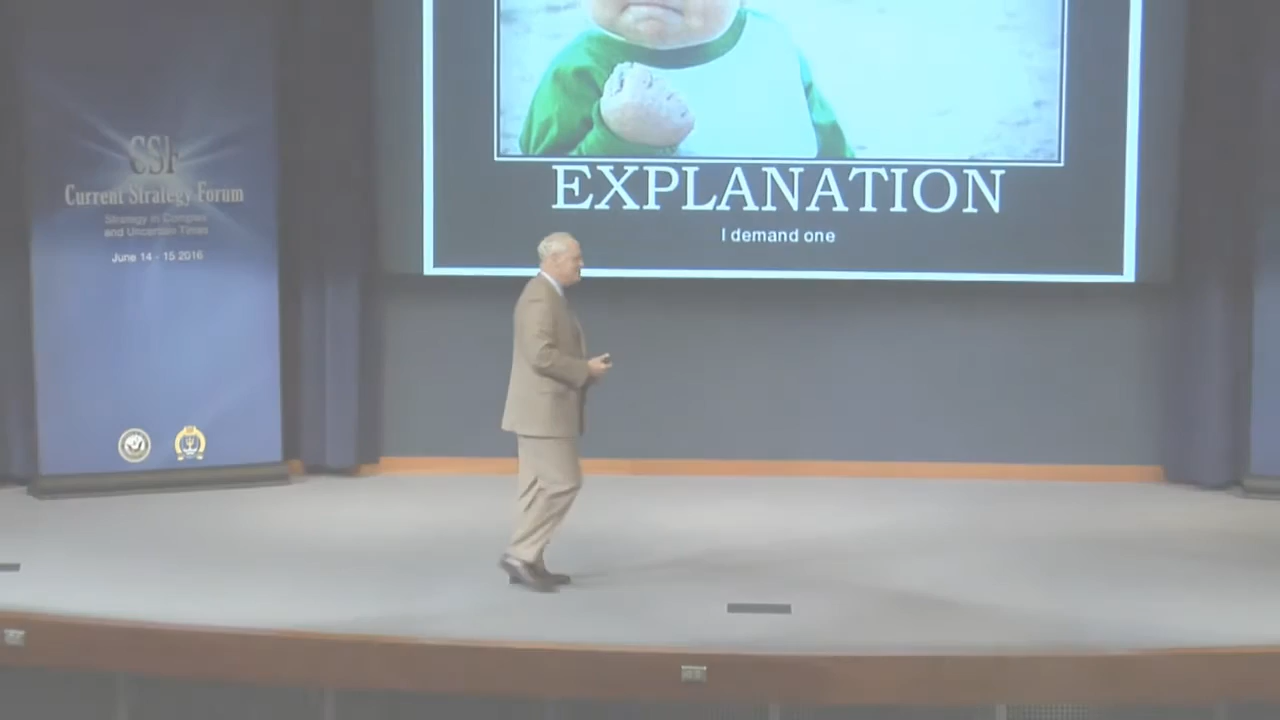 CSF
Current Strategy Forum
Strategy in Complex
and Uncertain Times
June 14 - 15 2016
EXPLANATION
I demand one